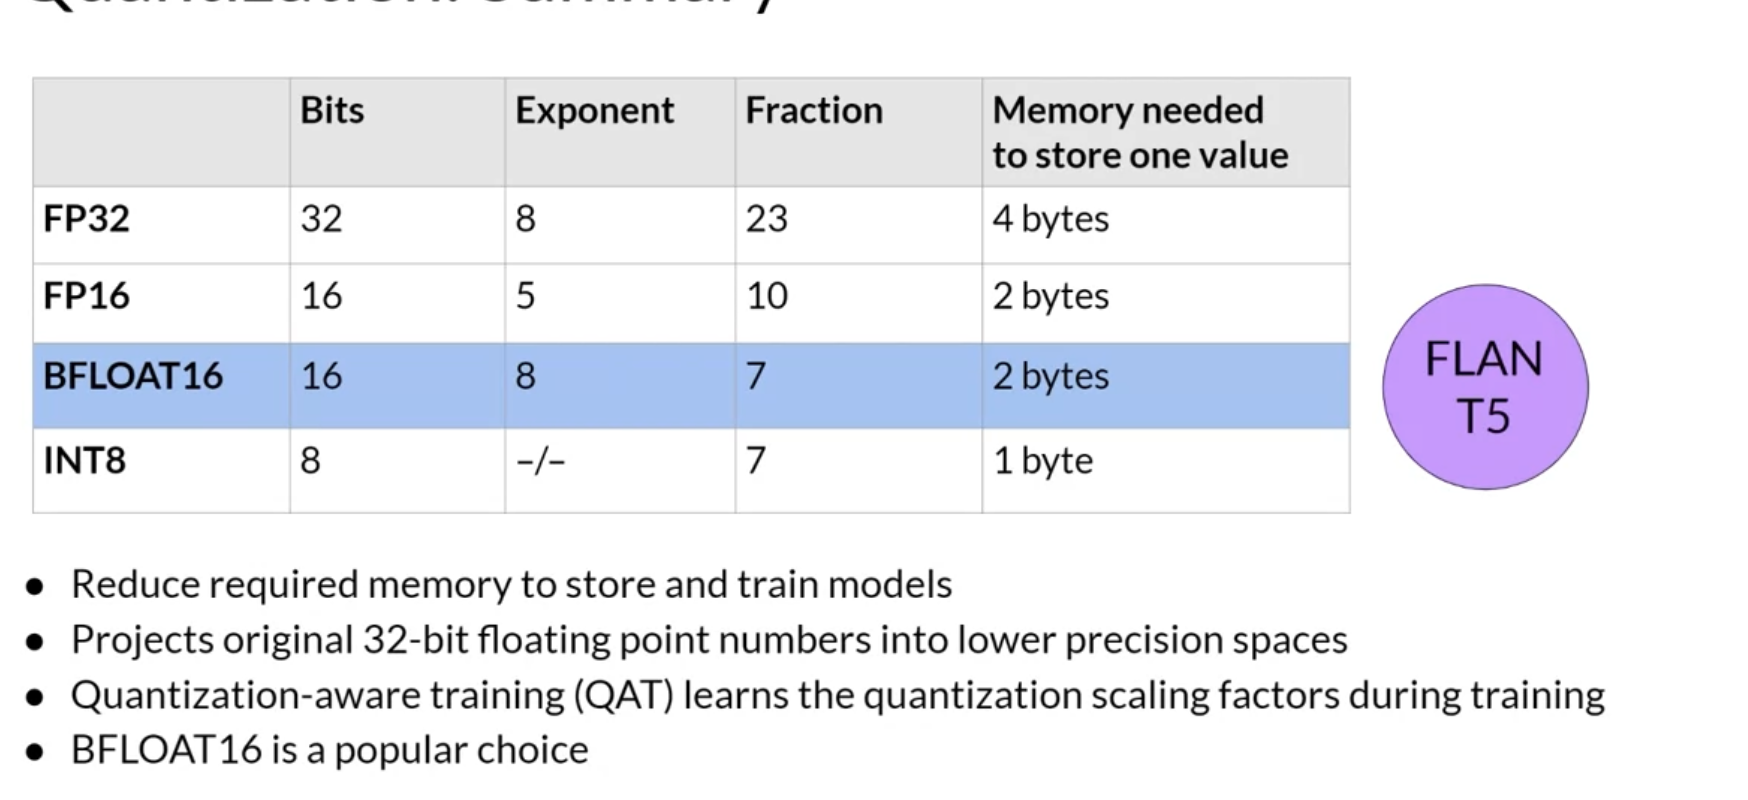 Quantization: Summary
Bits Exponent Fraction Memory needed
to store one value
FP32 32 8 23 4 bytes
FP16 16 5 10 2 bytes
BFLOAT16 16 8 7 2 bytes
INT8 8 –/– 7 1 byte
FLAN
T5
● Reduce required memory to store and train models
● Projects original 32-bit floating point numbers into lower precision spaces
● Quantization-aware training (QAT) learns the quantization scaling factors during training
● BFLOAT16 is a popular choice